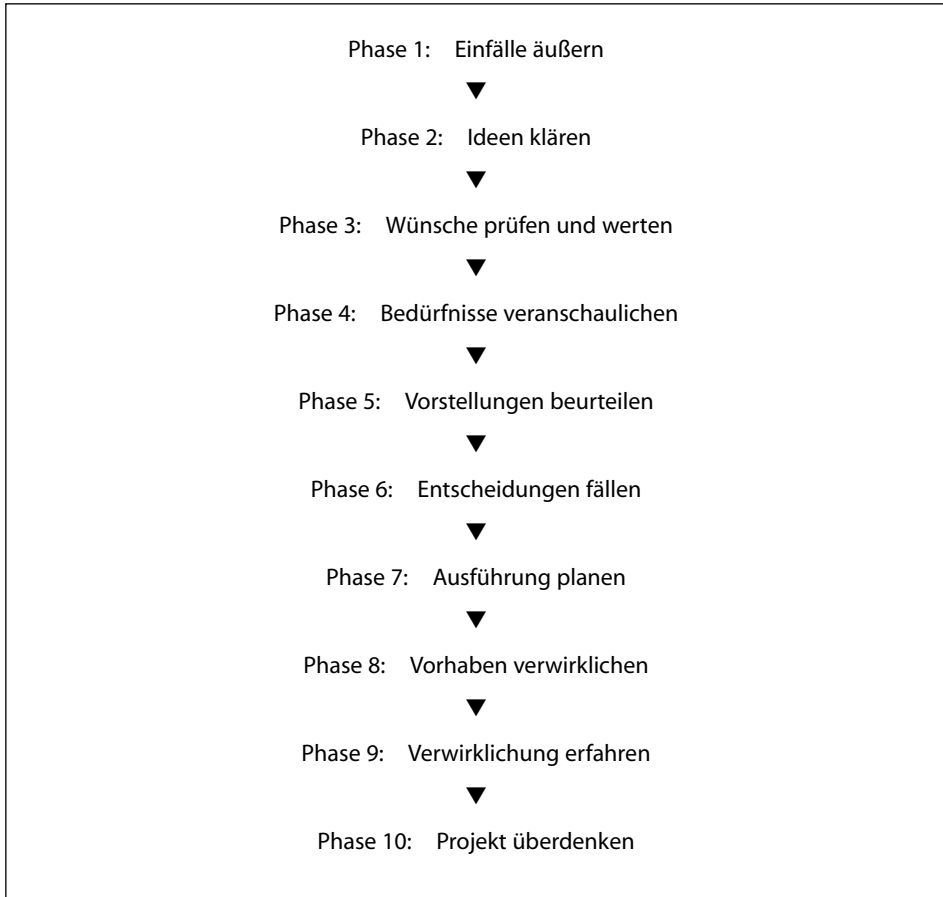 Phase 1: Einfälle äußern
Phase 2: Ideen klären
Phase 3: Wünsche prüfen und werten
Phase 4: Bedürfnisse veranschaulichen
Phase 5: Vorstellungen beurteilen
Phase 6: Entscheidungen fällen
Phase 7: Ausführung planen
Phase 8: Vorhaben verwirklichen
Phase 9: Verwirklichung erfahren
Phase 10: Projekt überdenken